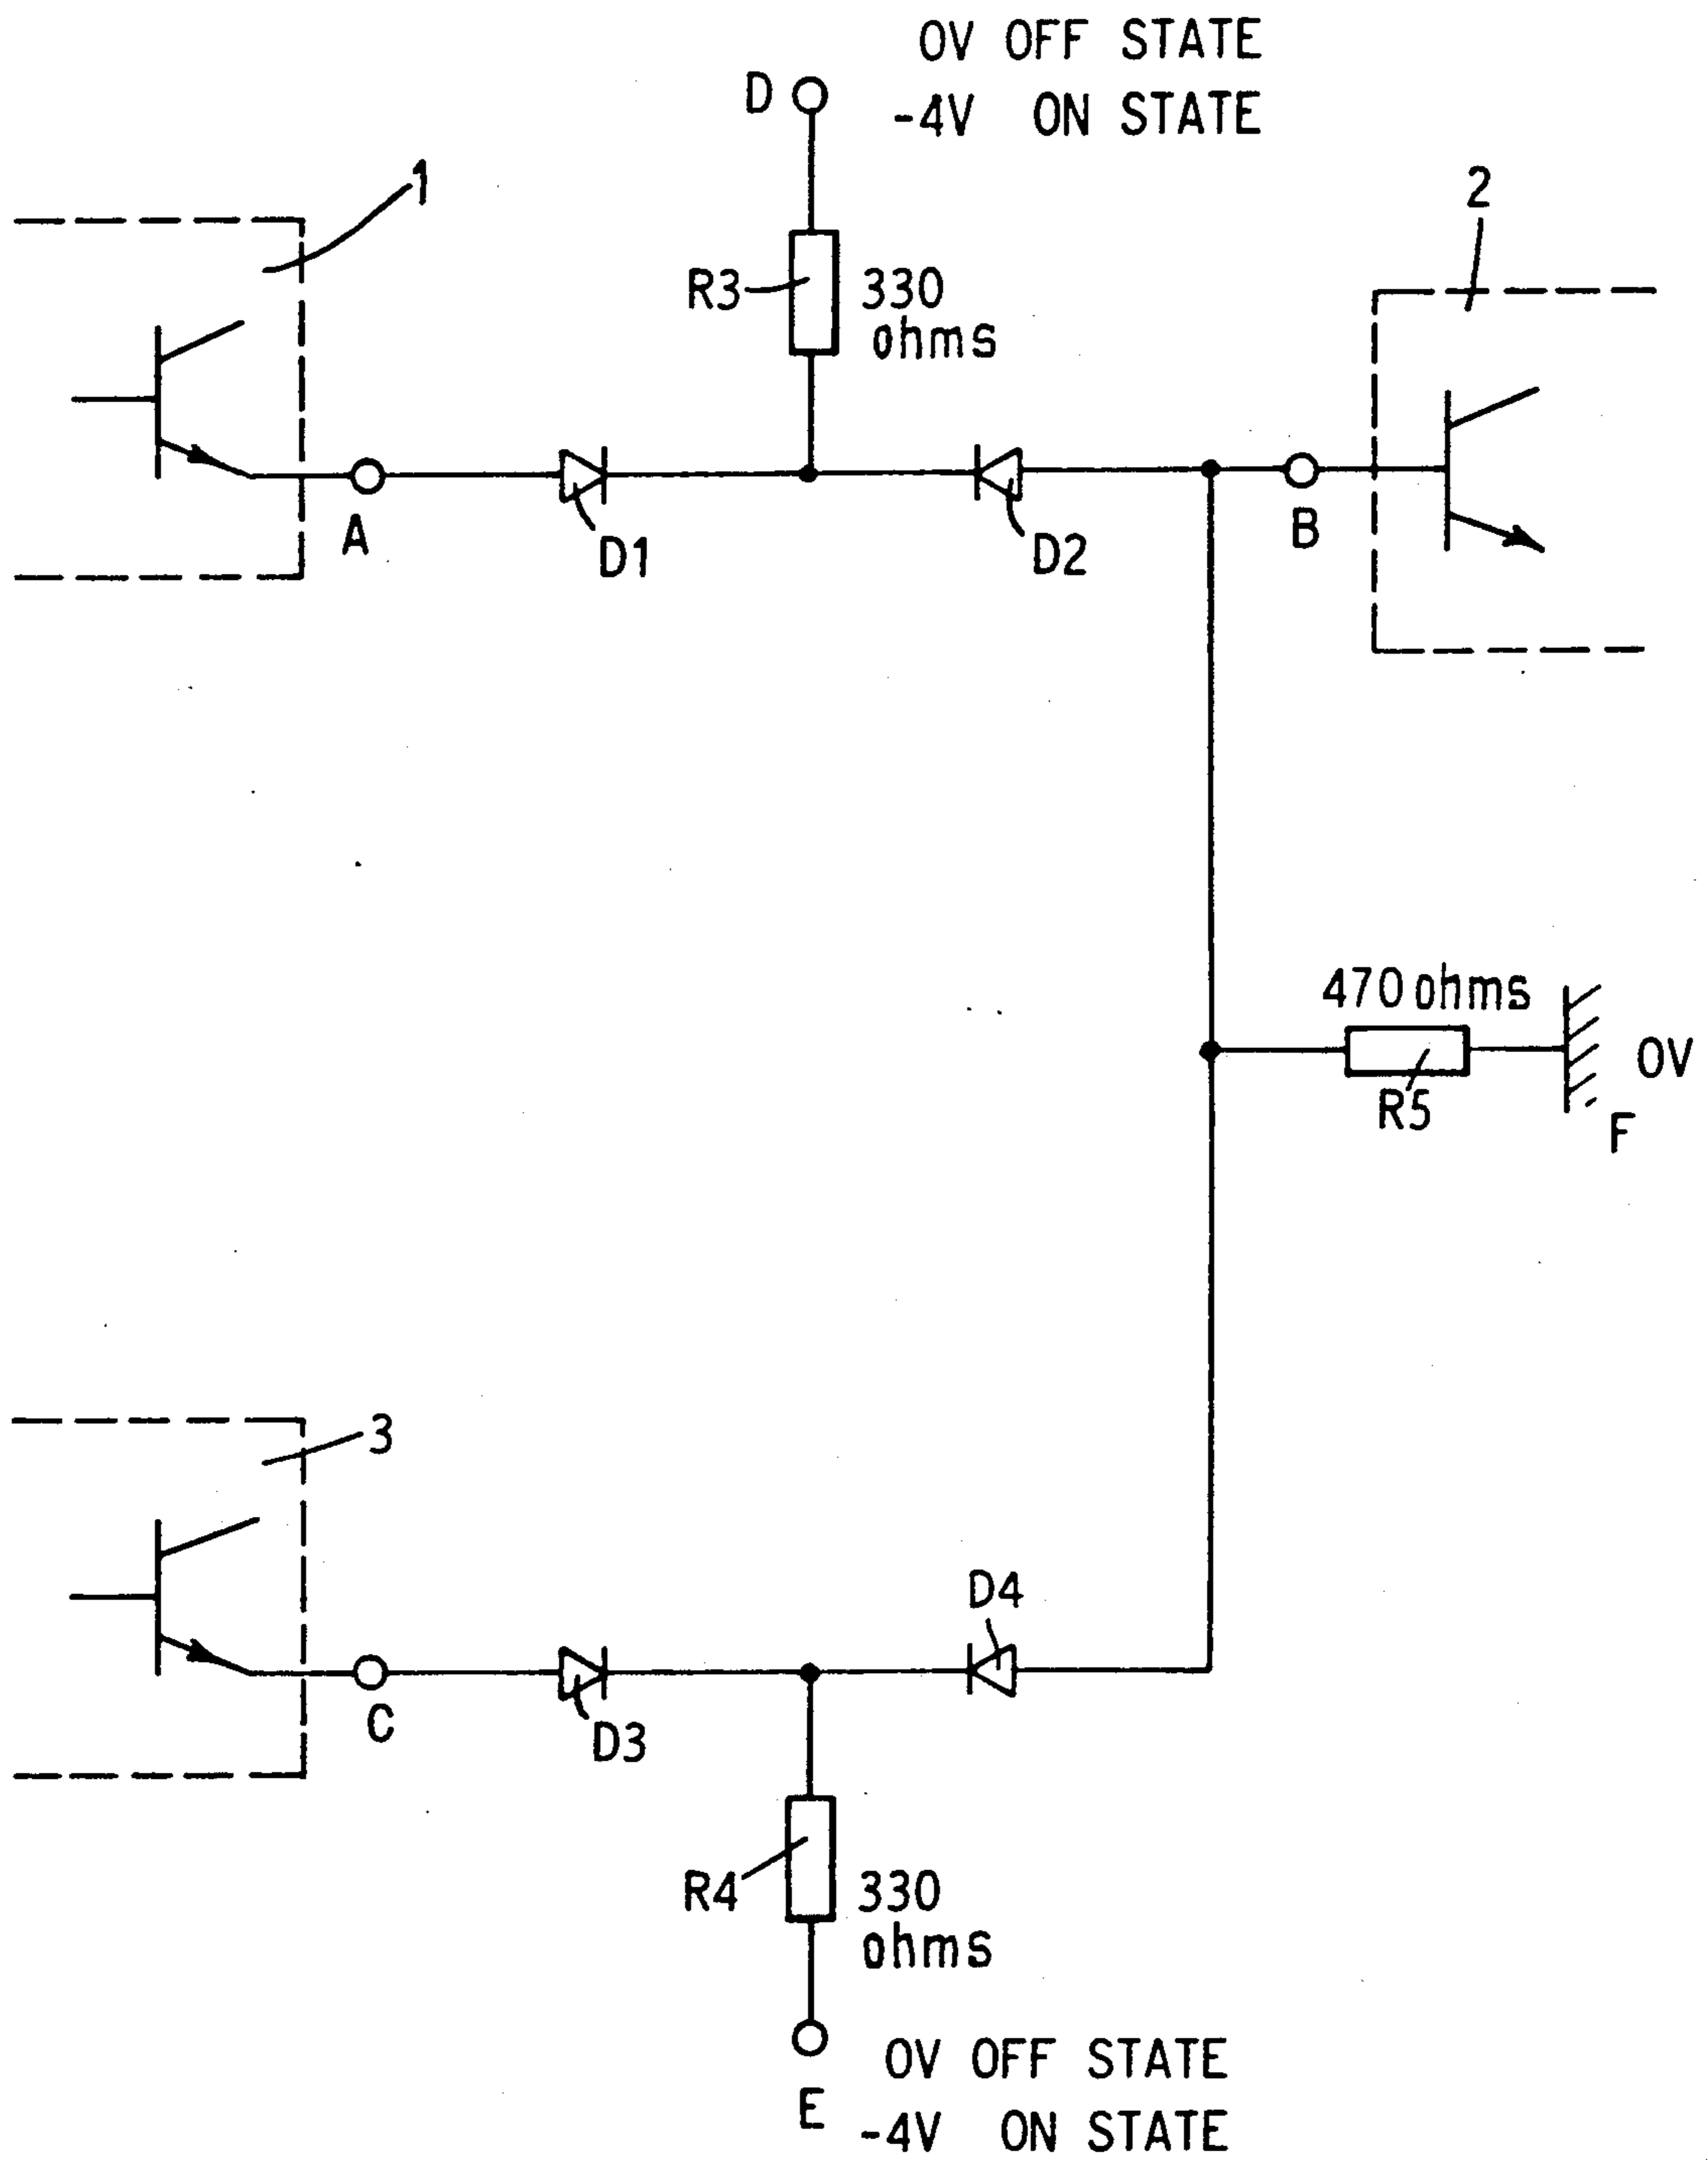 0V OFF STATE
D
-4V ON STATE
1
2
R3
330
ohms
A
D1
D2
B
470 ohms
0V
R5
F
3
D4
C
D3
R4
330
ohms
0V OFF STATE
E
-4V ON STATE